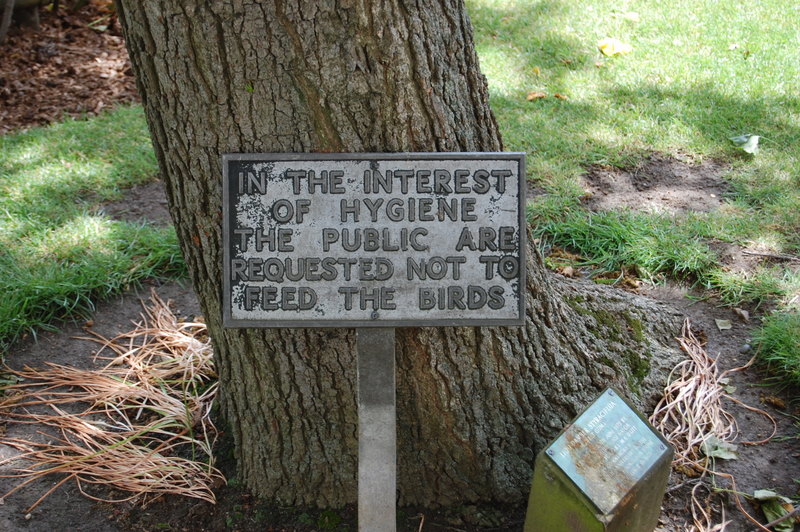 IN THE INTEREST
OF HYGIENE
THE PUBLIC ARE
REQUESTED NOT TO
FEED THE BIRDS